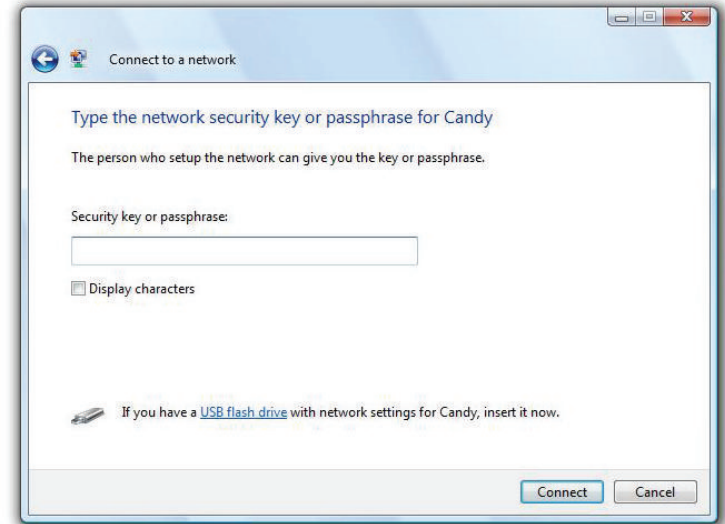 Connect to a network
Type the network security key or passphrase for Candy
The person who setup the network can give you the key or passphrase.
Security key or passphrase:
Display characters
If you have a USB flash drive with network settings for Candy, insert it now.
Connect
Cancel